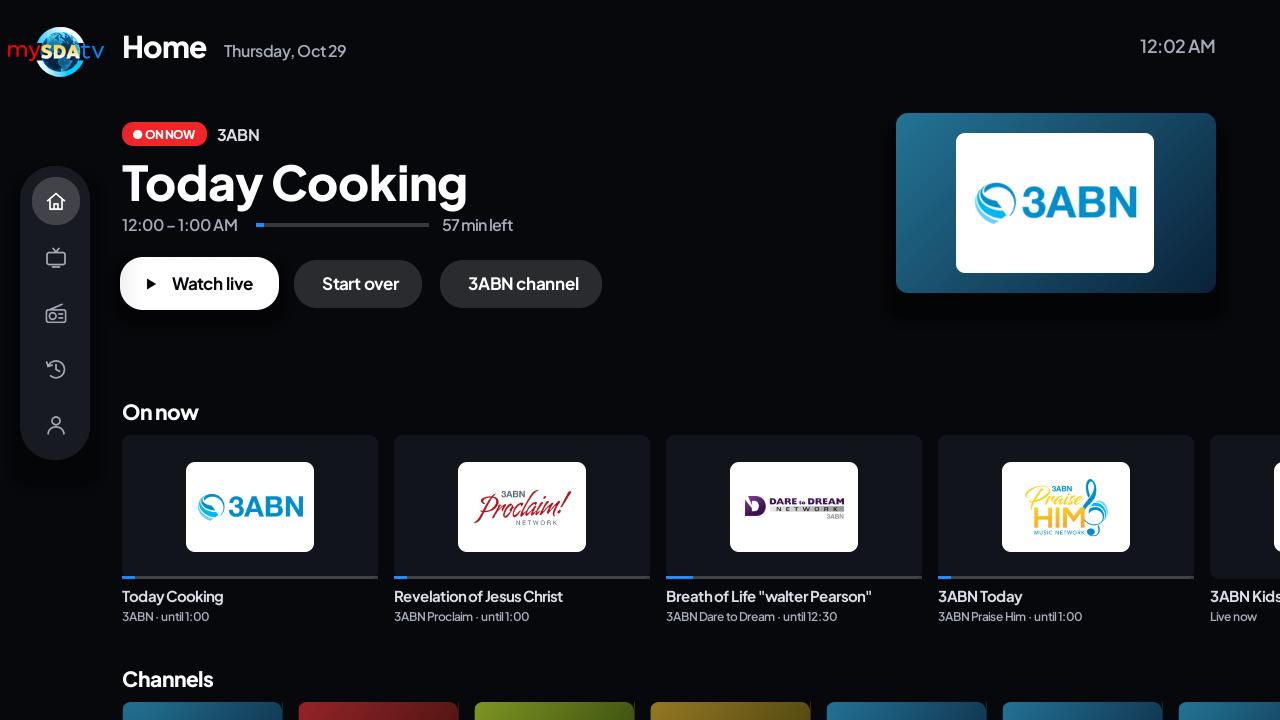 mySDAtv
Home
Thursday, Oct 29
12:02 AM
ON NOW
3ABN
Today Cooking
12:00 – 1:00 AM
57 min left
3ABN
Watch live
Start over
3ABN channel
On now
3ABN
3ABN
Proclaim!
NETWORK
DARE to DREAM
NETWORK
3ABN
3ABN
Praise
HIM
MUSIC NETWORK
Today Cooking
3ABN · until 1:00
Revelation of Jesus Christ
3ABN Proclaim · until 1:00
Breath of Life "walter Pearson"
3ABN Dare to Dream · until 12:30
3ABN Today
3ABN Praise Him · until 1:00
3ABN Kids
Live now
Channels